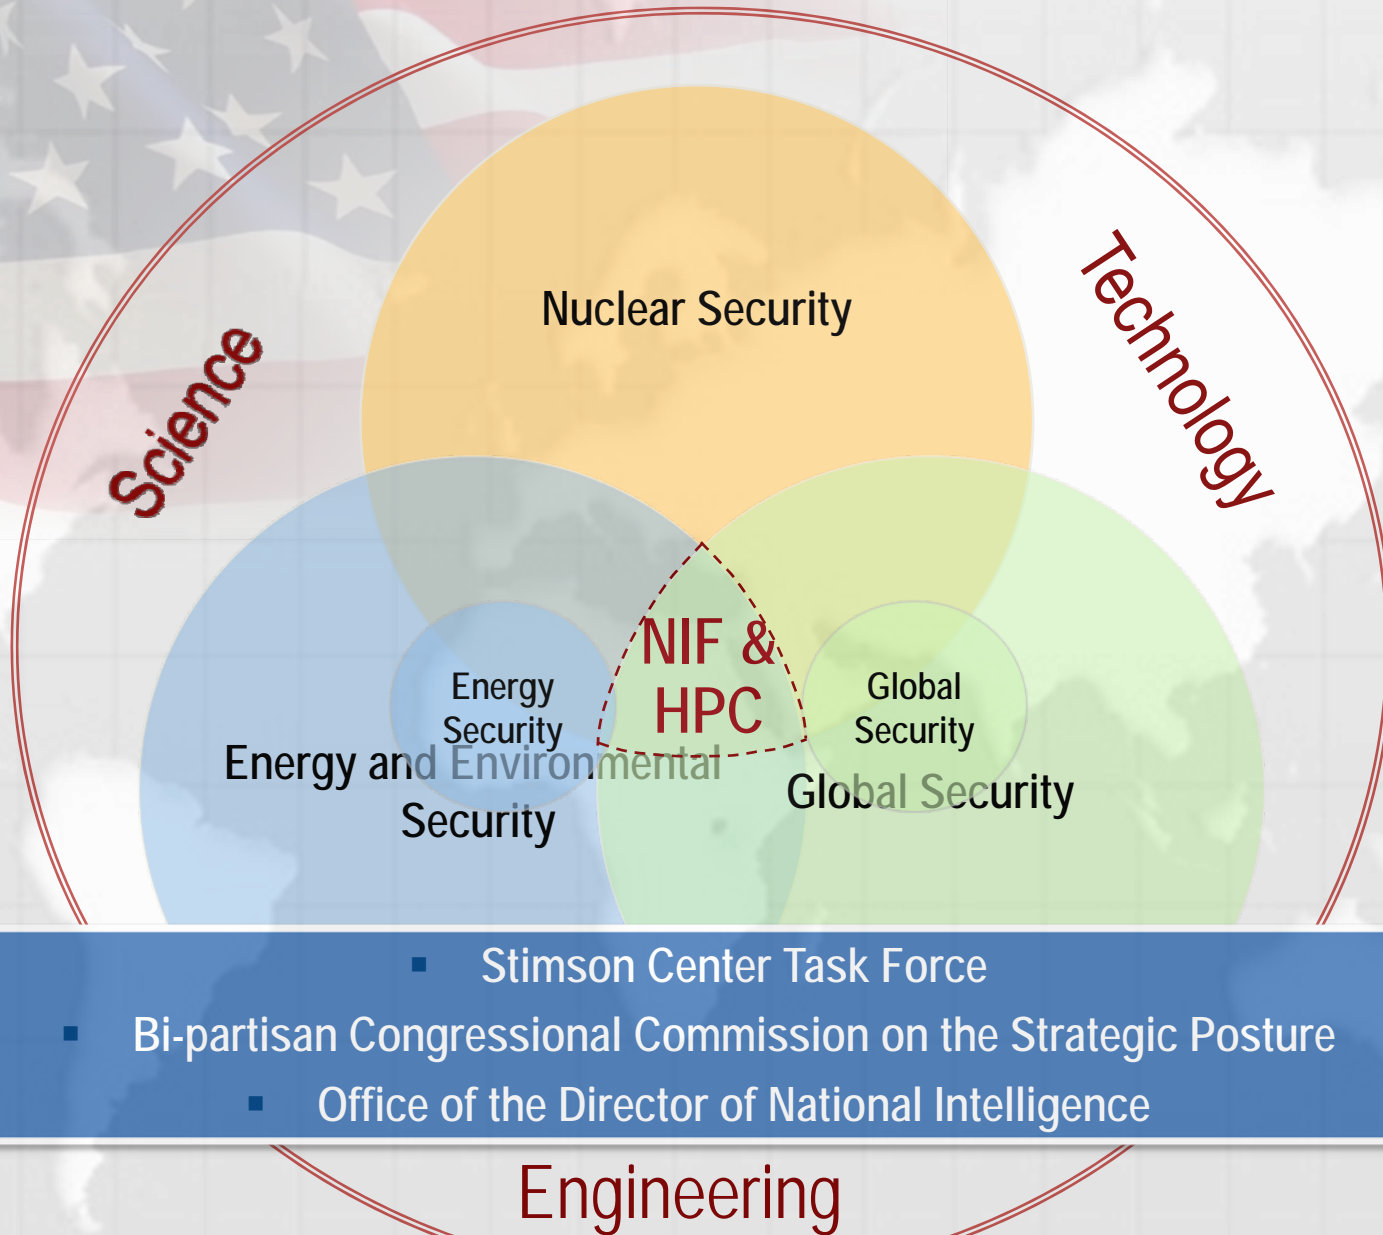 Nuclear Security
Science
Technology
NIF &
HPC
Energy
Security
Global
Security
Energy and Environmental
Security
Global Security
▪ Stimson Center Task Force
▪ Bi-partisan Congressional Commission on the Strategic Posture
▪ Office of the Director of National Intelligence
Engineering